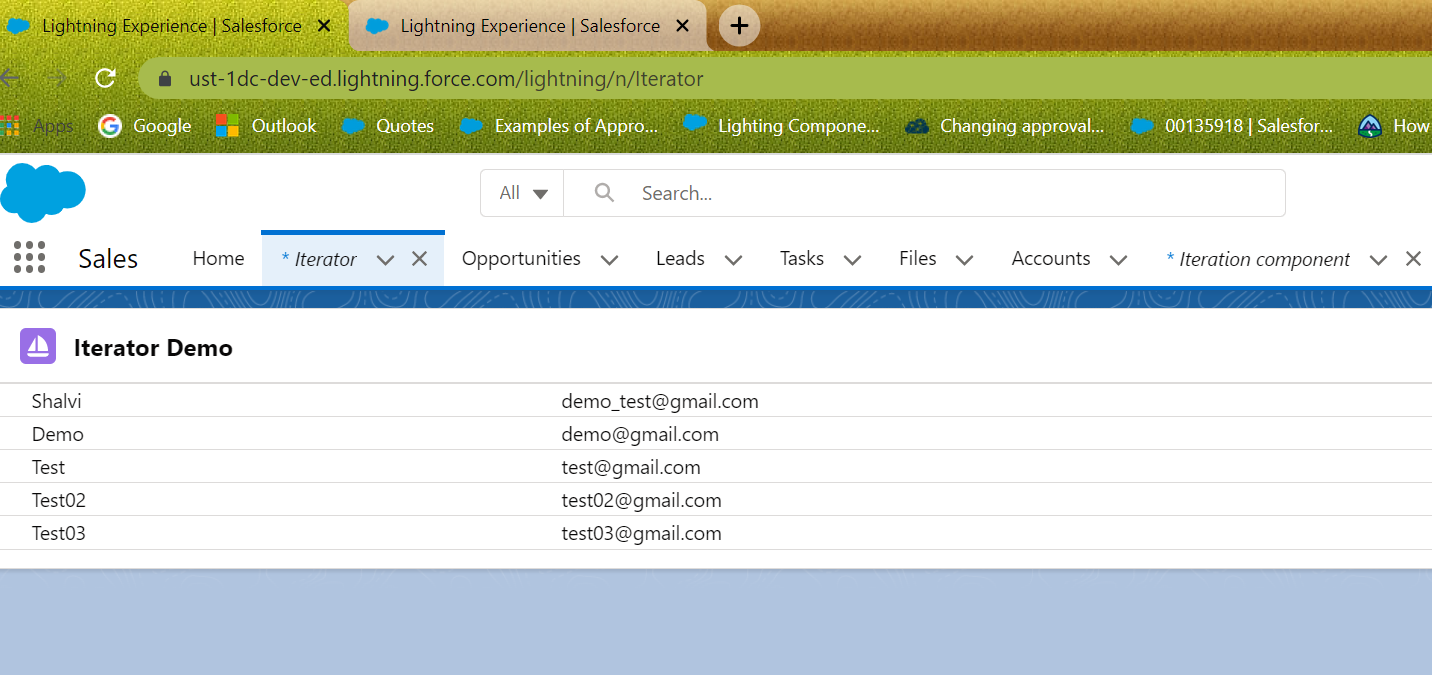 Lightning Experience | Salesforce Lightning Experience | Salesforce
ust-1dc-dev-ed.lightning.force.com/lightning/n/Iterator
Apps Google Outlook Quotes Examples of Appro... Lighting Compone... Changing approval... 00135918 | Salesfor... How
All Search...
Sales Home * Iterator Opportunities Leads Tasks Files Accounts * Iteration component
Iterator Demo
Shalvi demo_test@gmail.com
Demo demo@gmail.com
Test test@gmail.com
Test02 test02@gmail.com
Test03 test03@gmail.com